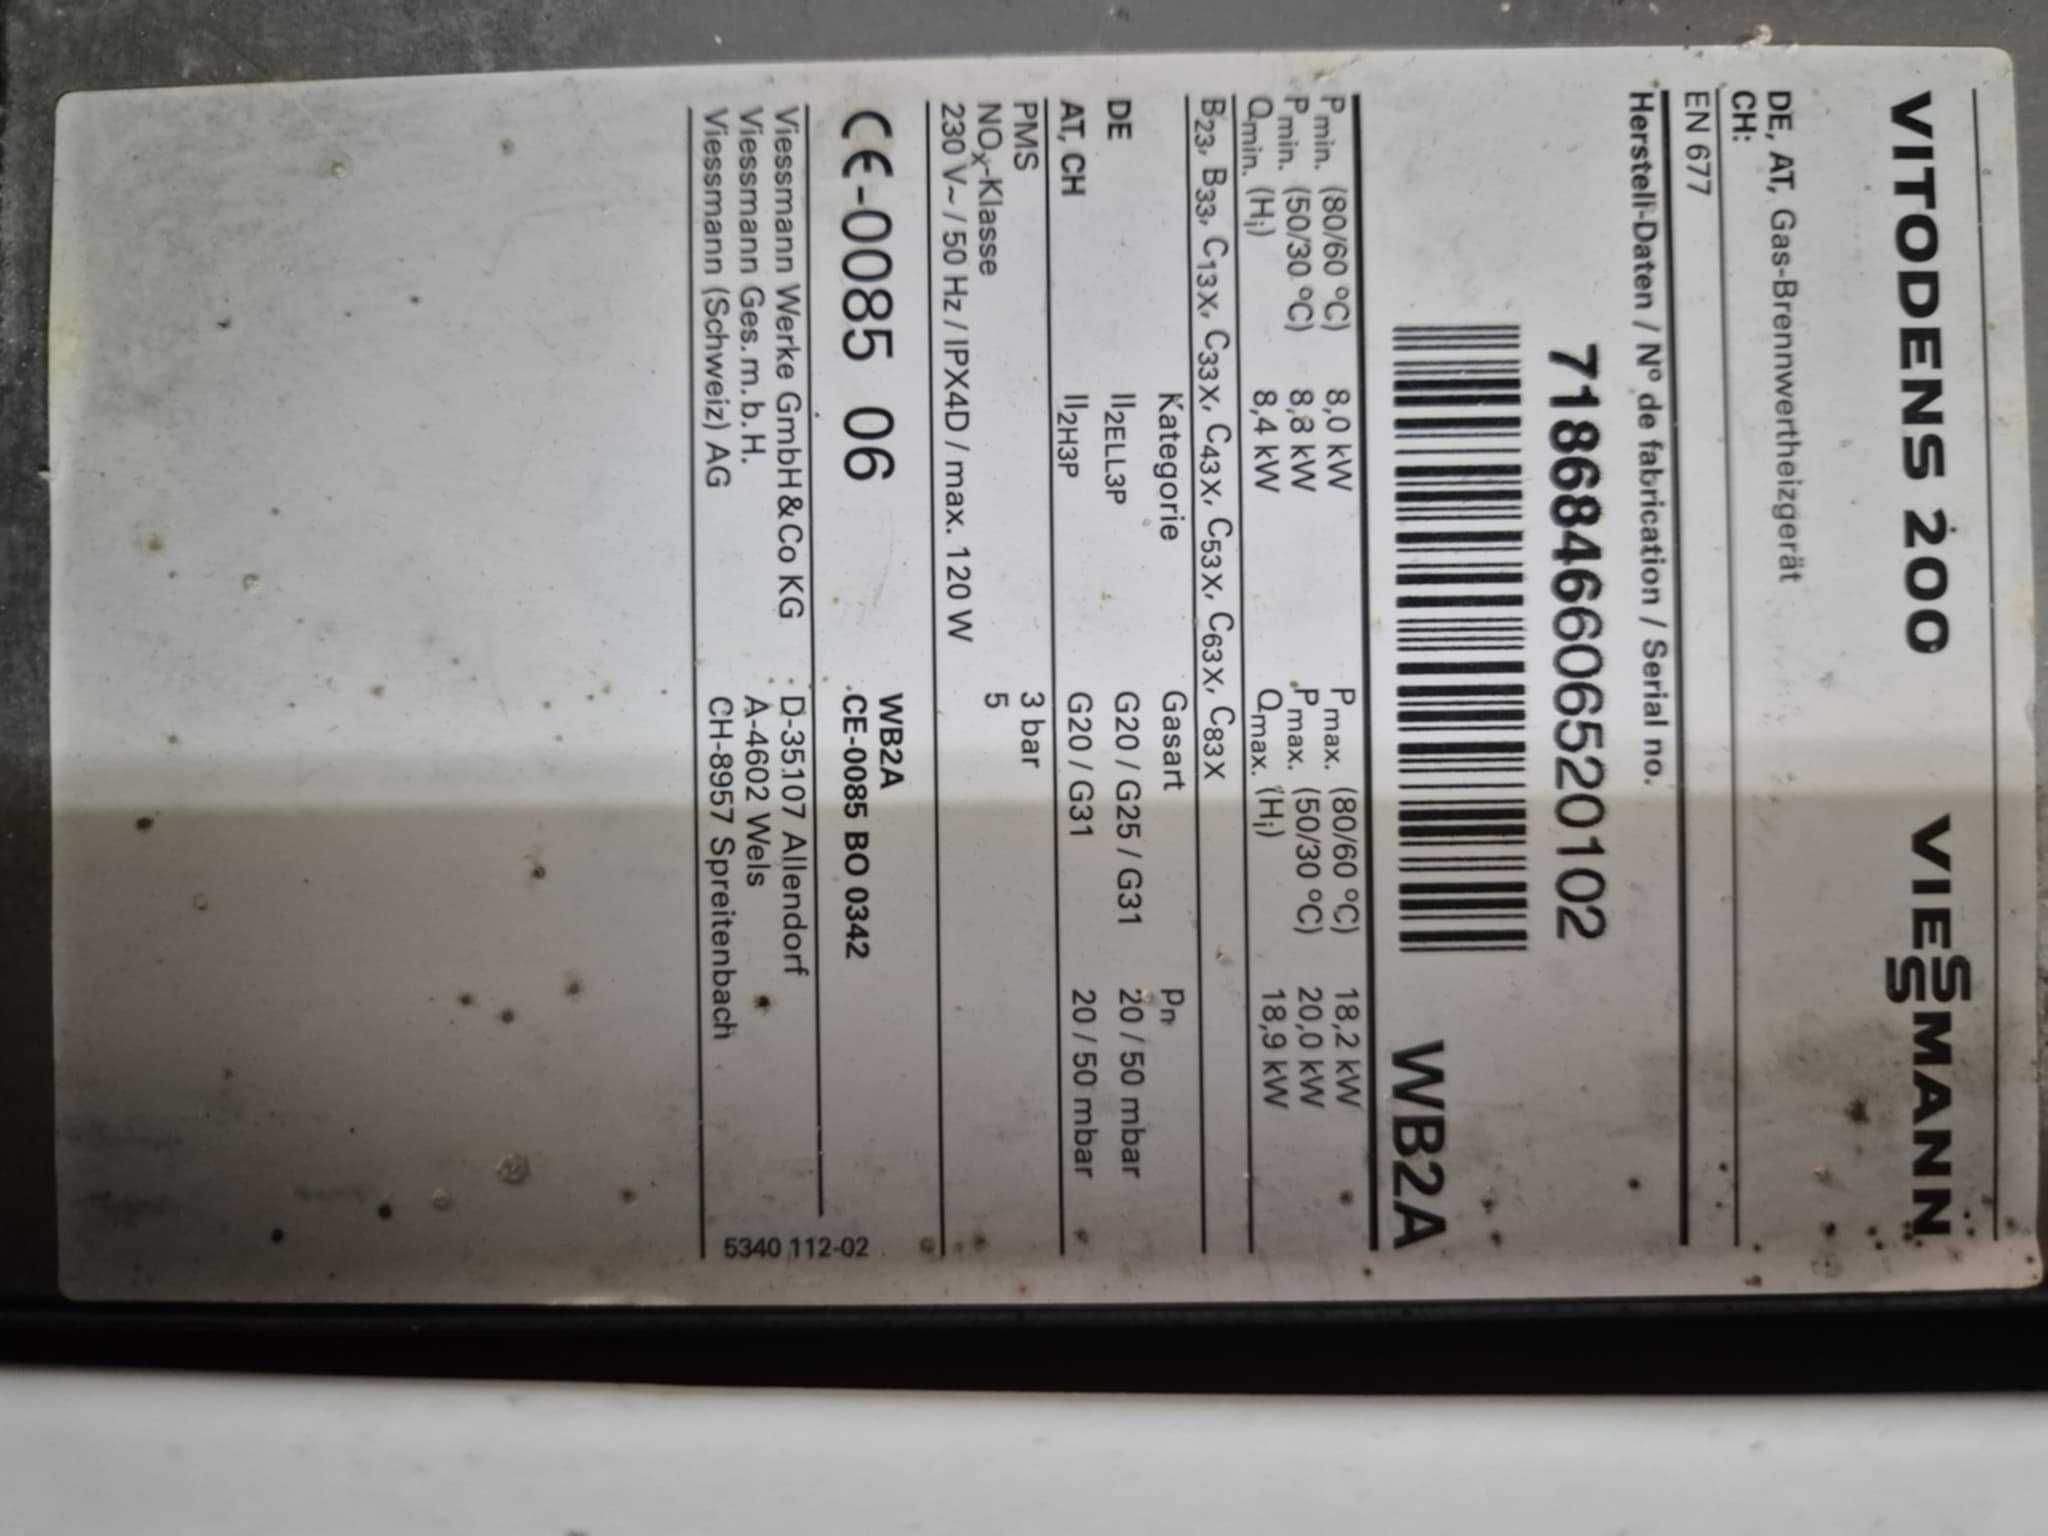 VITODENS 200 VIESMANN
DE, AT, Gas-Brennwertheizgerät
CH:
EN 677
Herstell-Daten / Nº de fabrication / Serial no.
7186846606520102
WB2A
Pmin. (80/60 °C) 8,0 kW Pmax. (80/60 °C) 18,2 kW
Pmin. (50/30 °C) 8,8 kW Pmax. (50/30 °C) 20,0 kW
Qmin. (Hi) 8,4 kW Qmax. (Hi) 18,9 kW
B23, B33, C13X, C33X, C43X, C53X, C63X, C83X
Kategorie Gasart pn
DE II2ELL3P G20 / G25 / G31 20 / 50 mbar
AT, CH II2H3P G20 / G31 20 / 50 mbar
PMS 3 bar
NOx-Klasse 5
230 V~ / 50 Hz / IPX4D / max. 120 W
WB2A
CE-0085 06 CE-0085 BO 0342
Viessmann Werke GmbH&Co KG D-35107 Allendorf
Viessmann Ges.m.b.H. A-4602 Wels
Viessmann (Schweiz) AG CH-8957 Spreitenbach
5340 112-02